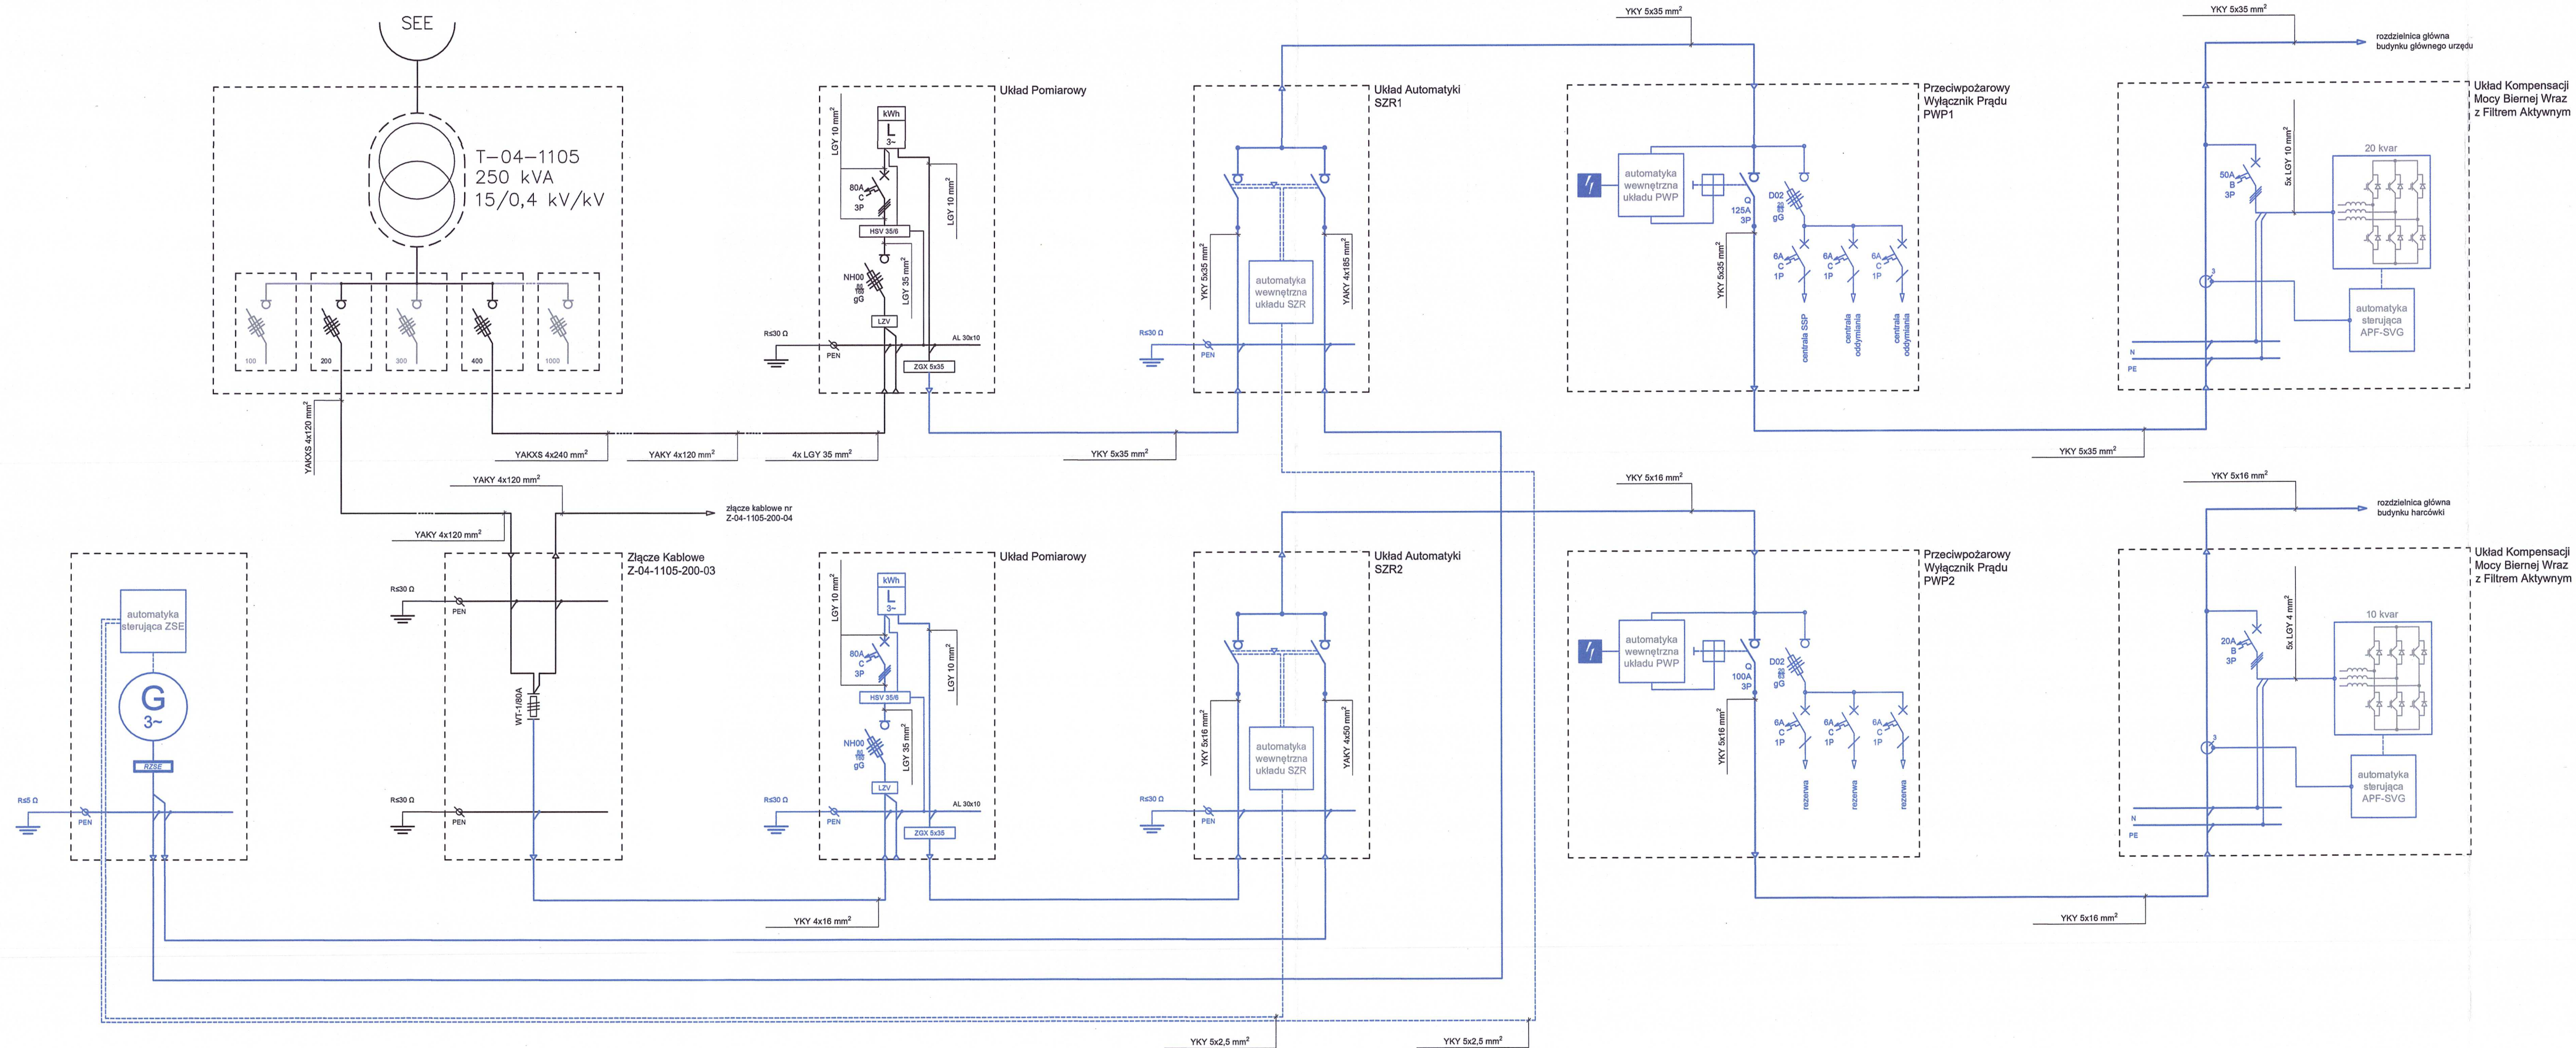 SEE
T-04-1105
250 kVA
15/0,4 kV/kV
100
200
300
400
1000
YAKXS 4x120 mm²
YAKXS 4x240 mm²
YAKY 4x120 mm²
4x LGY 35 mm²
Układ Pomiarowy
LGY 10 mm²
kWh
L
3~
80A
C
3P
LGY 10 mm²
HSV 35/6
NH00
gG
LGY 35 mm²
LZV
R≤30 Ω
PEN
AL 30x10
ZGX 5x35
YKY 5x35 mm²
Układ Automatyki
SZR1
YKY 5x35 mm²
YAKY 4x185 mm²
automatyka
wewnętrzna
układu SZR
R≤30 Ω
PEN
YKY 5x35 mm²
Przeciwpożarowy
Wyłącznik Prądu
PWP1
automatyka
wewnętrzna
układu PWP
Q
125A
3P
D02
gG
YKY 5x35 mm²
6A
C
1P
6A
C
1P
6A
C
1P
centrala SSP
centrala
oddymiania
centrala
oddymiania
YKY 5x35 mm²
YKY 5x35 mm²
rozdzielnica główna
budynku głównego urzędu
Układ Kompensacji
Mocy Biernej Wraz
z Filtrem Aktywnym
50A
B
3P
5x LGY 10 mm²
20 kvar
3
automatyka
sterująca
APF-SVG
N
PE
YAKY 4x120 mm²
złącze kablowe nr
Z-04-1105-200-04
YAKY 4x120 mm²
automatyka
sterująca ZSE
G
3~
RZSE
R≤5 Ω
PEN
Złącze Kablowe
Z-04-1105-200-03
R≤30 Ω
PEN
WT-1/80A
R≤30 Ω
PEN
YKY 4x16 mm²
Układ Pomiarowy
LGY 10 mm²
kWh
L
3~
80A
C
3P
LGY 10 mm²
HSV 35/6
NH00
gG
LGY 35 mm²
LZV
R≤30 Ω
PEN
AL 30x10
ZGX 5x35
Układ Automatyki
SZR2
YKY 5x16 mm²
YAKY 4x50 mm²
automatyka
wewnętrzna
układu SZR
R≤30 Ω
PEN
YKY 5x16 mm²
Przeciwpożarowy
Wyłącznik Prądu
PWP2
automatyka
wewnętrzna
układu PWP
Q
100A
3P
D02
gG
YKY 5x16 mm²
6A
C
1P
6A
C
1P
6A
C
1P
rezerwa
rezerwa
rezerwa
YKY 5x16 mm²
YKY 5x16 mm²
rozdzielnica główna
budynku harcówki
Układ Kompensacji
Mocy Biernej Wraz
z Filtrem Aktywnym
20A
B
3P
5x LGY 4 mm²
10 kvar
3
automatyka
sterująca
APF-SVG
N
PE
YKY 5x2,5 mm²
YKY 5x2,5 mm²